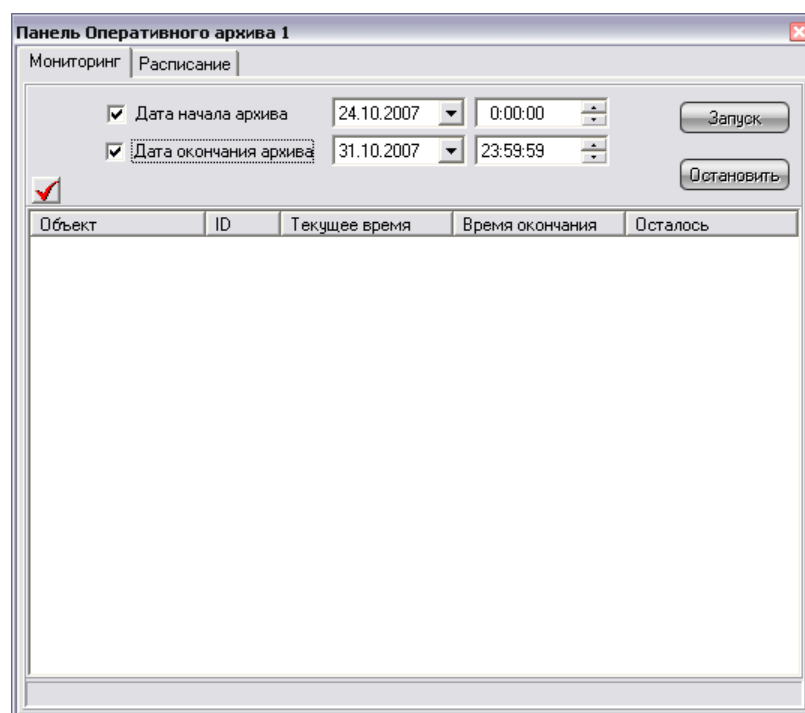 Панель Оперативного архива 1
Мониторинг Расписание
Дата начала архива 24.10.2007 0:00:00 Запуск
Дата окончания архива 31.10.2007 23:59:59
Остановить
Объект ID Текущее время Время окончания Осталось